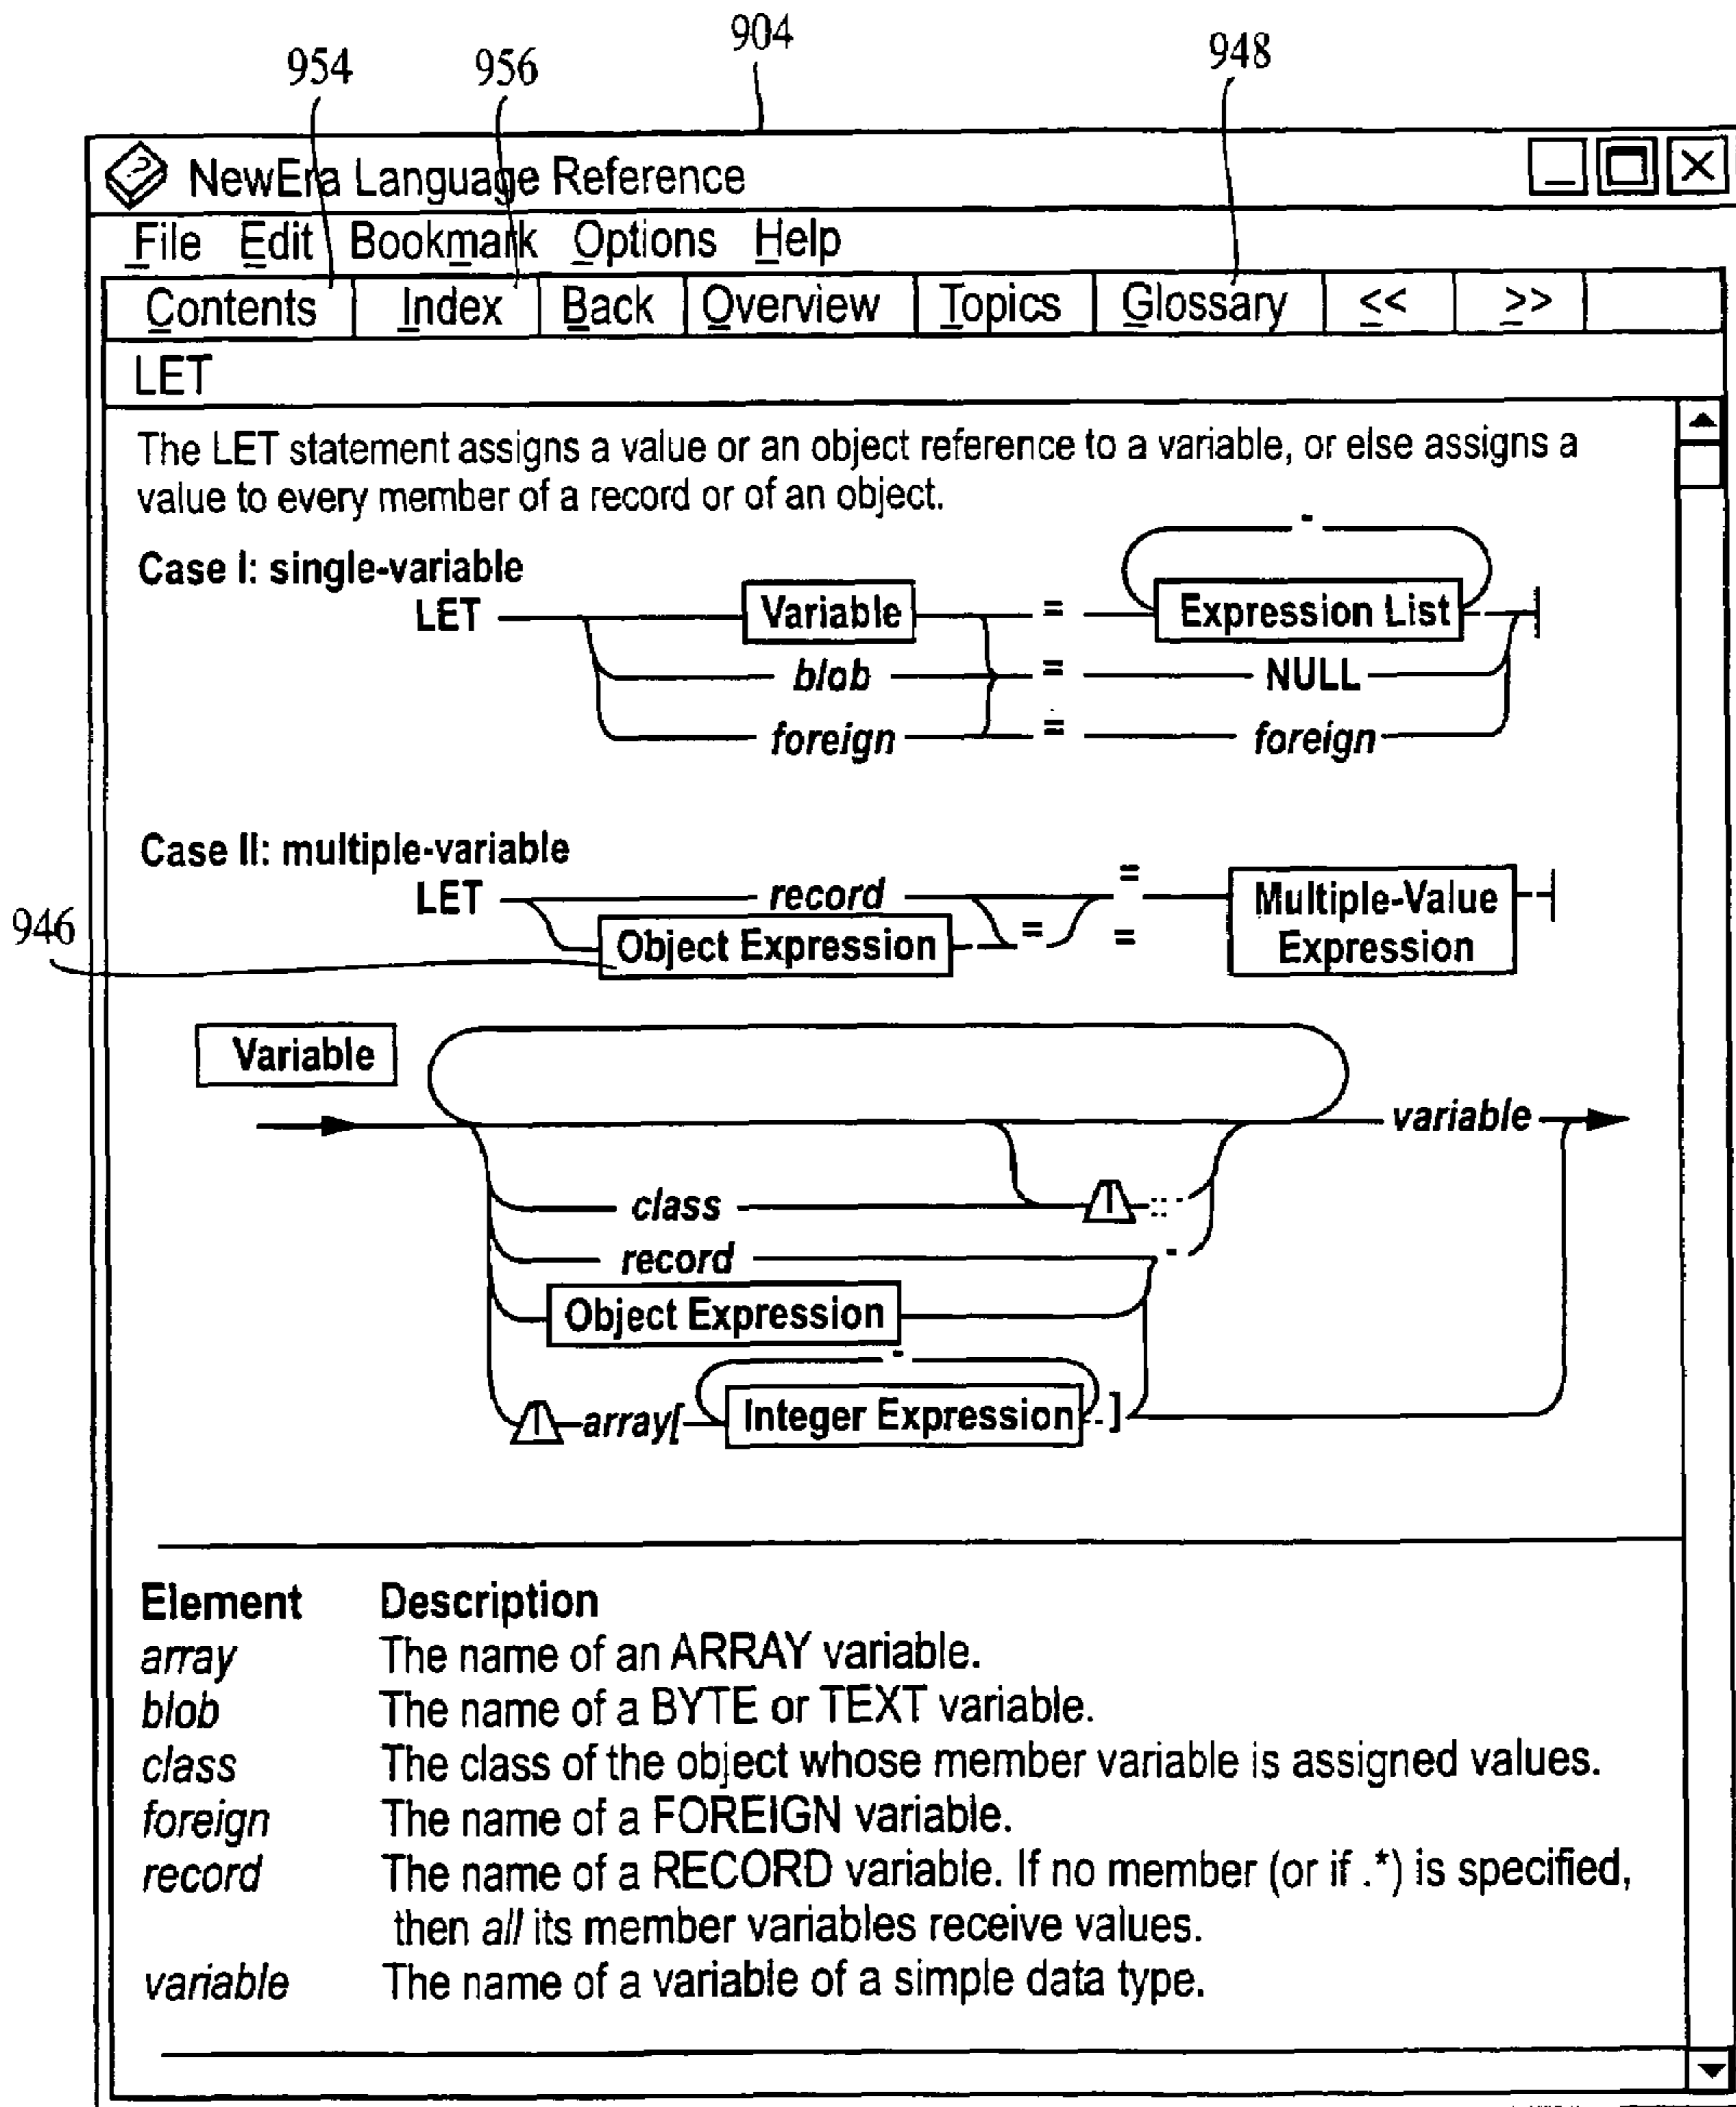 904
954 956 948
NewEra Language Reference
File Edit Bookmark Options Help
Contents Index Back Overview Topics Glossary << >>
LET
The LET statement assigns a value or an object reference to a variable, or else assigns a
value to every member of a record or of an object.
Case I: single-variable
LET Variable = Expression List
blob = NULL
foreign = foreign
Case II: multiple-variable
LET record = Multiple-Value
946 Object Expression = = Expression
Variable
variable
class ::
record
Object Expression
array[ Integer Expression ]
Element Description
array The name of an ARRAY variable.
blob The name of a BYTE or TEXT variable.
class The class of the object whose member variable is assigned values.
foreign The name of a FOREIGN variable.
record The name of a RECORD variable. If no member (or if .*) is specified,
then all its member variables receive values.
variable The name of a variable of a simple data type.